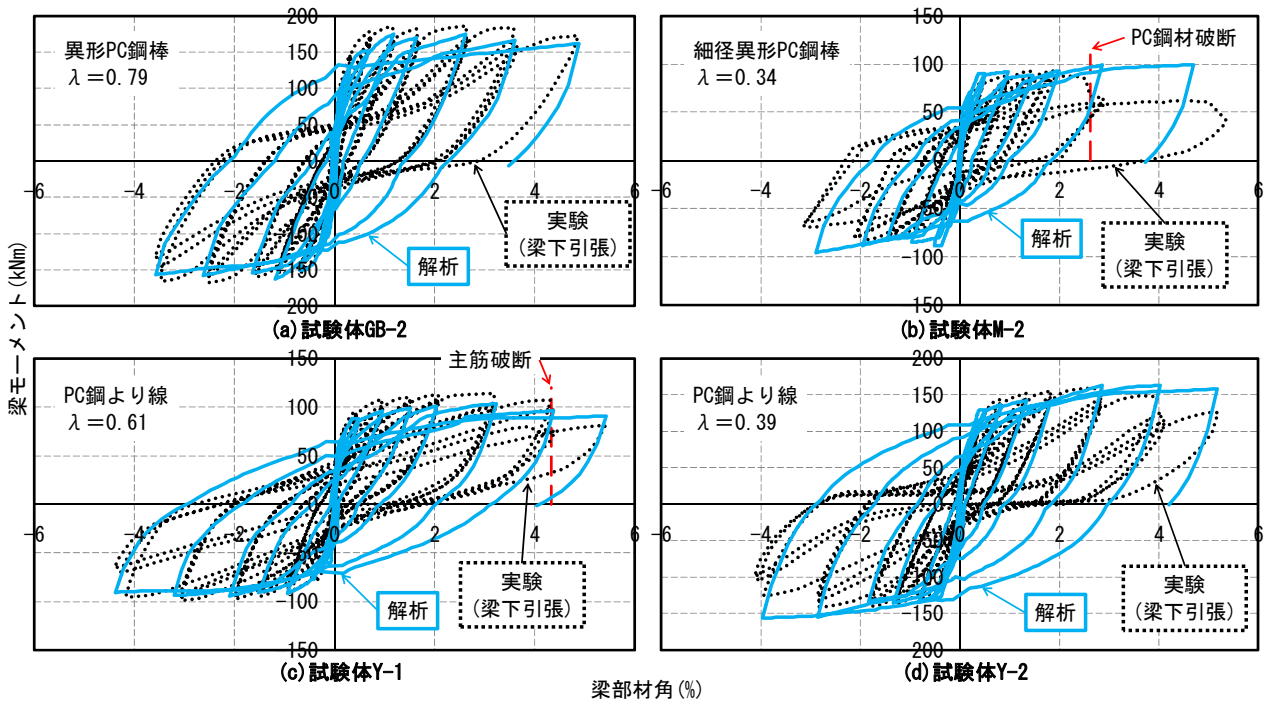 梁モーメント(kNm)
200
150
100
50
0
50
100
150
200
-6
-4
-2
0
2
4
6
異形PC鋼棒
λ=0.79
実験
(梁下引張)
解析
(a)試験体GB-2
150
100
50
0
-50
-100
150
-6
-4
-2
0
2
4
6
細径異形PC鋼棒
λ=0.34
PC鋼材破断
実験
(梁下引張)
解析
(b)試験体M-2
150
100
50
0
50
-100
150
-6
-4
-2
0
2
4
6
PC鋼より線
λ=0.61
主筋破断
実験
(梁下引張)
解析
(c)試験体Y-1
200
150
100
50
0
-50
-100
-150
200
-6
-4
-2
0
2
4
6
PC鋼より線
λ=0.39
実験
(梁下引張)
解析
(d)試験体Y-2
梁部材角(%)